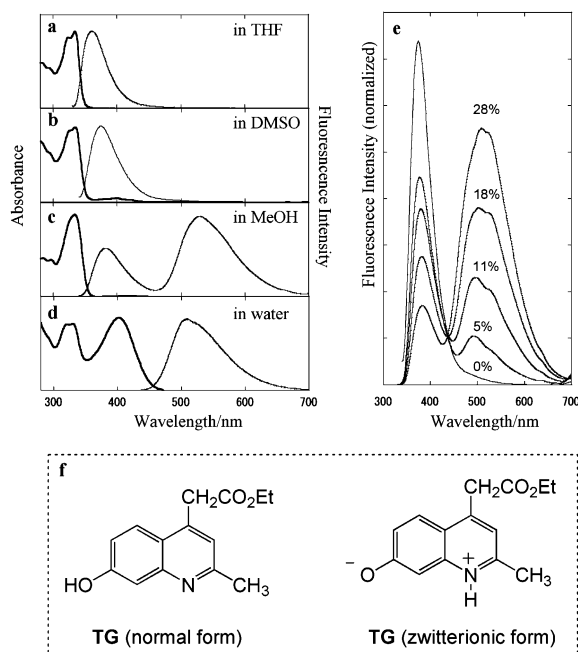 a
in THF
b
in DMSO
c
in MeOH
d
in water
Absorbance
Fluoresncence Intensity
300 400 500 600 700
Wavelength/nm
e
Fluoresecnece Intensity (normalized)
28%
18%
11%
5%
0%
300 400 500 600 700
Wavelength/nm
f
CH2CO2Et
HO
N
CH3
TG (normal form)
CH2CO2Et
−
O
+
N
H
CH3
TG (zwitterionic form)